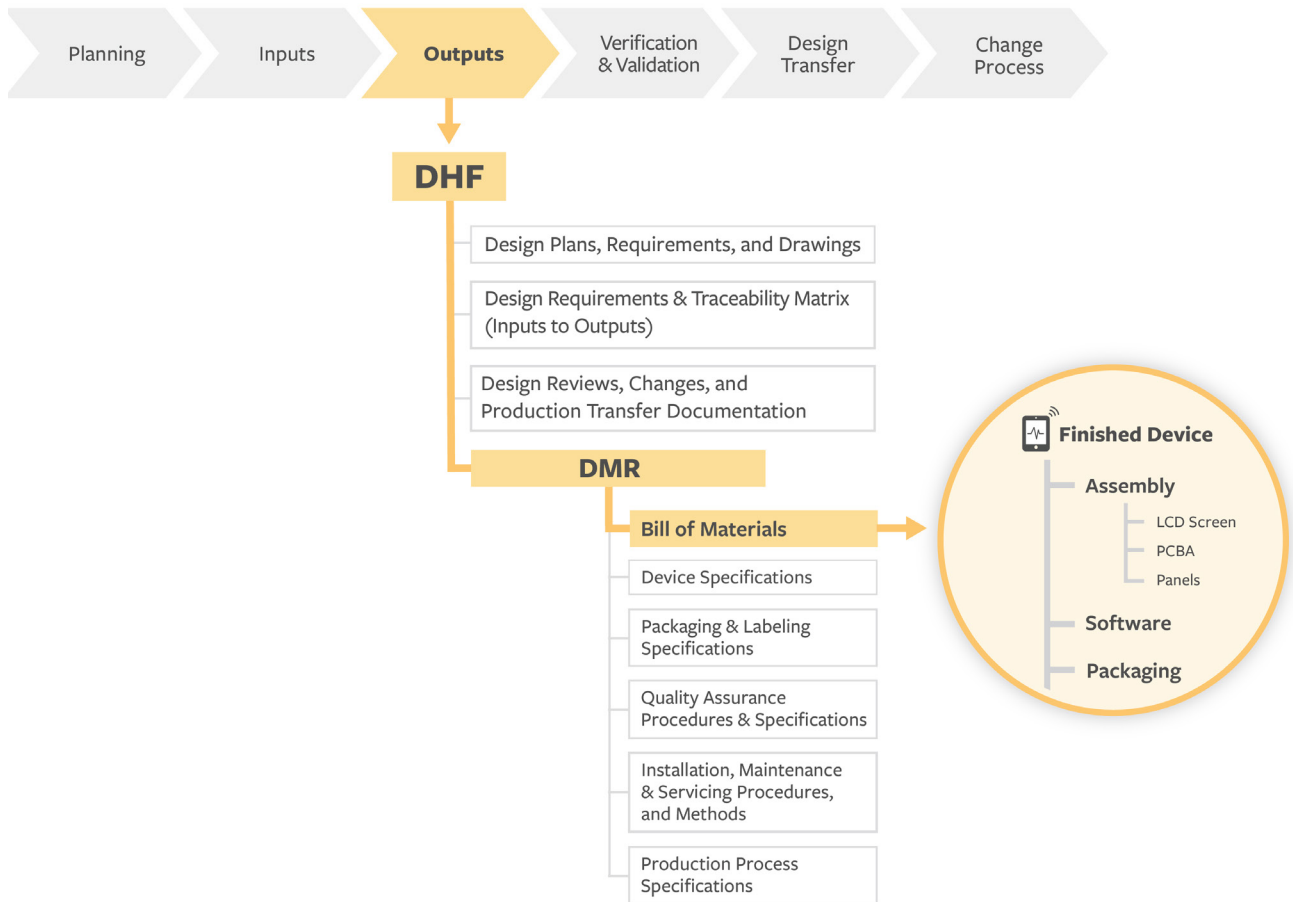 Planning
Inputs
Outputs
Verification
& Validation
Design
Transfer
Change
Process
DHF
Design Plans, Requirements, and Drawings
Design Requirements & Traceability Matrix
(Inputs to Outputs)
Design Reviews, Changes, and
Production Transfer Documentation
DMR
Bill of Materials
Device Specifications
Packaging & Labeling
Specifications
Quality Assurance
Procedures & Specifications
Installation, Maintenance
& Servicing Procedures,
and Methods
Production Process
Specifications
Finished Device
Assembly
LCD Screen
PCBA
Panels
Software
Packaging